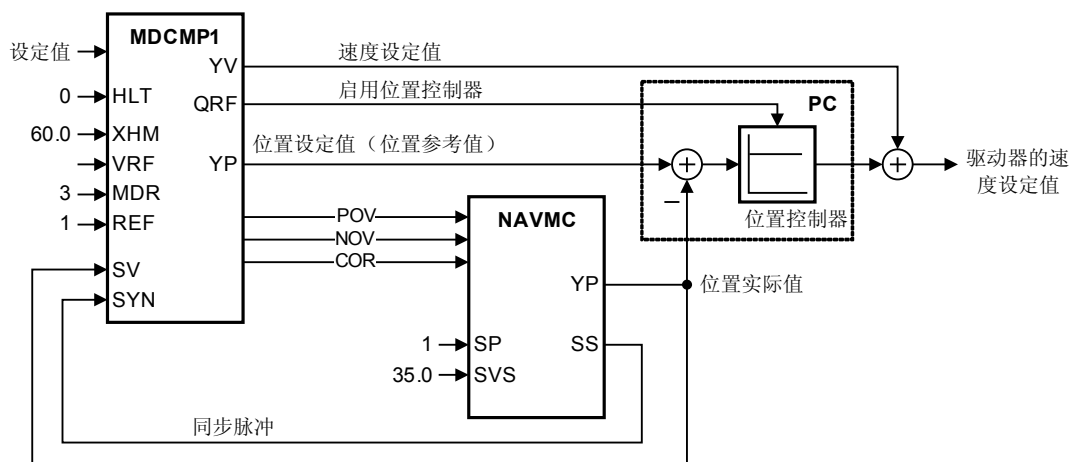 MDCMP1
设定值
YV
速度设定值
0
HLT
QRF
启用位置控制器
PC
60.0
XHM
VRF
YP
位置设定值（位置参考值）
驱动器的速
度设定值
3
MDR
1
REF
POV
NOV
COR
NAVMC
位置控制器
SV
SYN
YP
位置实际值
1
SP
SS
35.0
SVS
同步脉冲